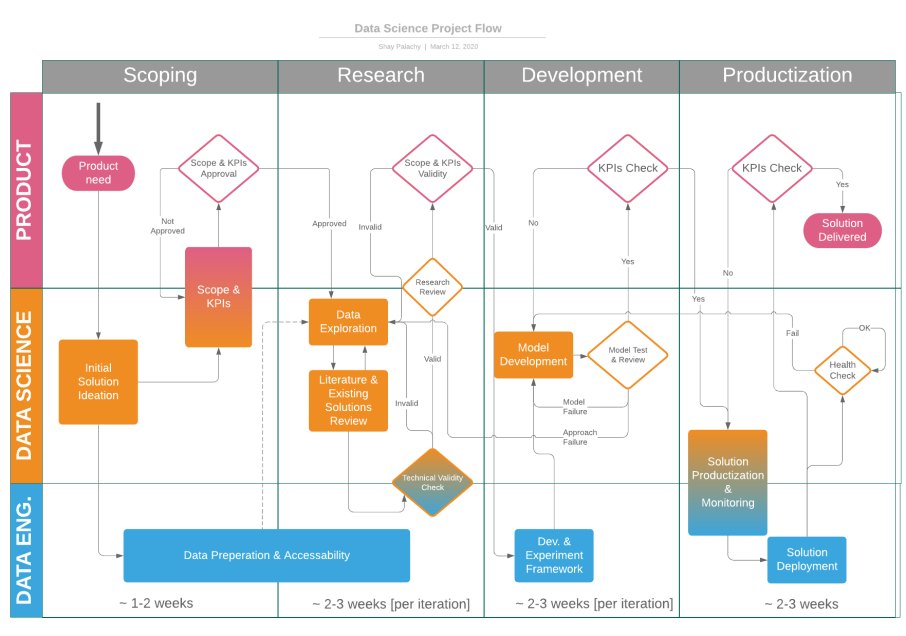 Data Science Project Flow
Shay Palachy | March 12, 2020
Scoping
Research
Development
Productization
PRODUCT
DATA SCIENCE
DATA ENG.
Product
need
Scope & KPIs
Approval
Not
Approved
Approved
Scope &
KPIs
Initial
Solution
Ideation
Scope & KPIs
Validity
Invalid
Valid
Research
Review
Data
Exploration
Literature &
Existing
Solutions
Review
Valid
Invalid
Technical Validity
Check
Data Preperation & Accessability
KPIs Check
No
Yes
Yes
Model
Development
Model Test
& Review
Model
Failure
Approach
Failure
Dev. &
Experiment
Framework
KPIs Check
Yes
Solution
Delivered
No
Fail
OK
Health
Check
Solution
Productization
&
Monitoring
Solution
Deployment
~ 1-2 weeks
~ 2-3 weeks [per iteration]
~ 2-3 weeks [per iteration]
~ 2-3 weeks